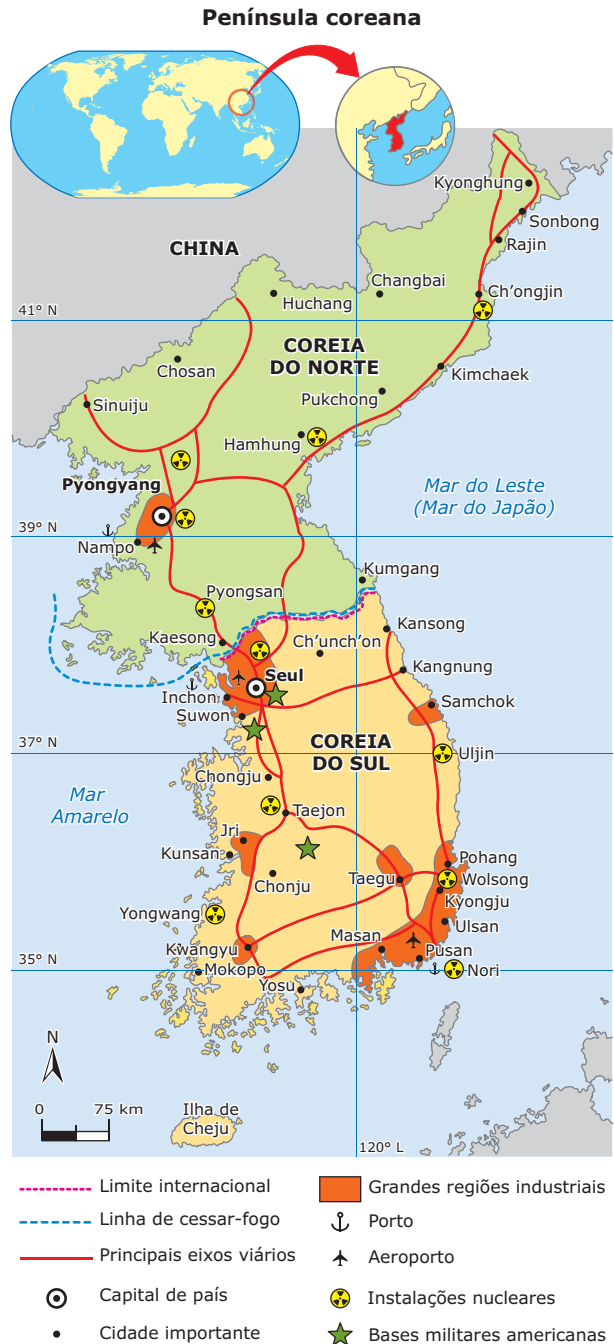 Península coreana
Kyonghung
Sonbong
Rajin
CHINA
Changbai
Ch'ongjin
Huchang
41° N
COREIA
DO NORTE
Chosan
Kimchaek
Pukchong
Sinuiju
Hamhung
Pyongyang
Mar do Leste
(Mar do Japão)
39° N
Nampo
Kumgang
Pyongsan
Kansong
Kaesong
Ch'unch'on
Kangnung
Seul
Inchon
Samchok
Suwon
COREIA
DO SUL
37° N
Uljin
Chongju
Mar
Amarelo
Taejon
Jri
Kunsan
Pohang
Chonju
Taegu
Wolsong
Kyongju
Yongwang
Ulsan
Masan
Kwangyu
Pusan
35° N
Mokopo
Nori
Yosu
N
0 75 km
Ilha de
Cheju
120° L
Limite internacional
Grandes regiões industriais
Linha de cessar-fogo
Porto
Principais eixos viários
Aeroporto
Capital de país
Instalações nucleares
Cidade importante
Bases militares americanas